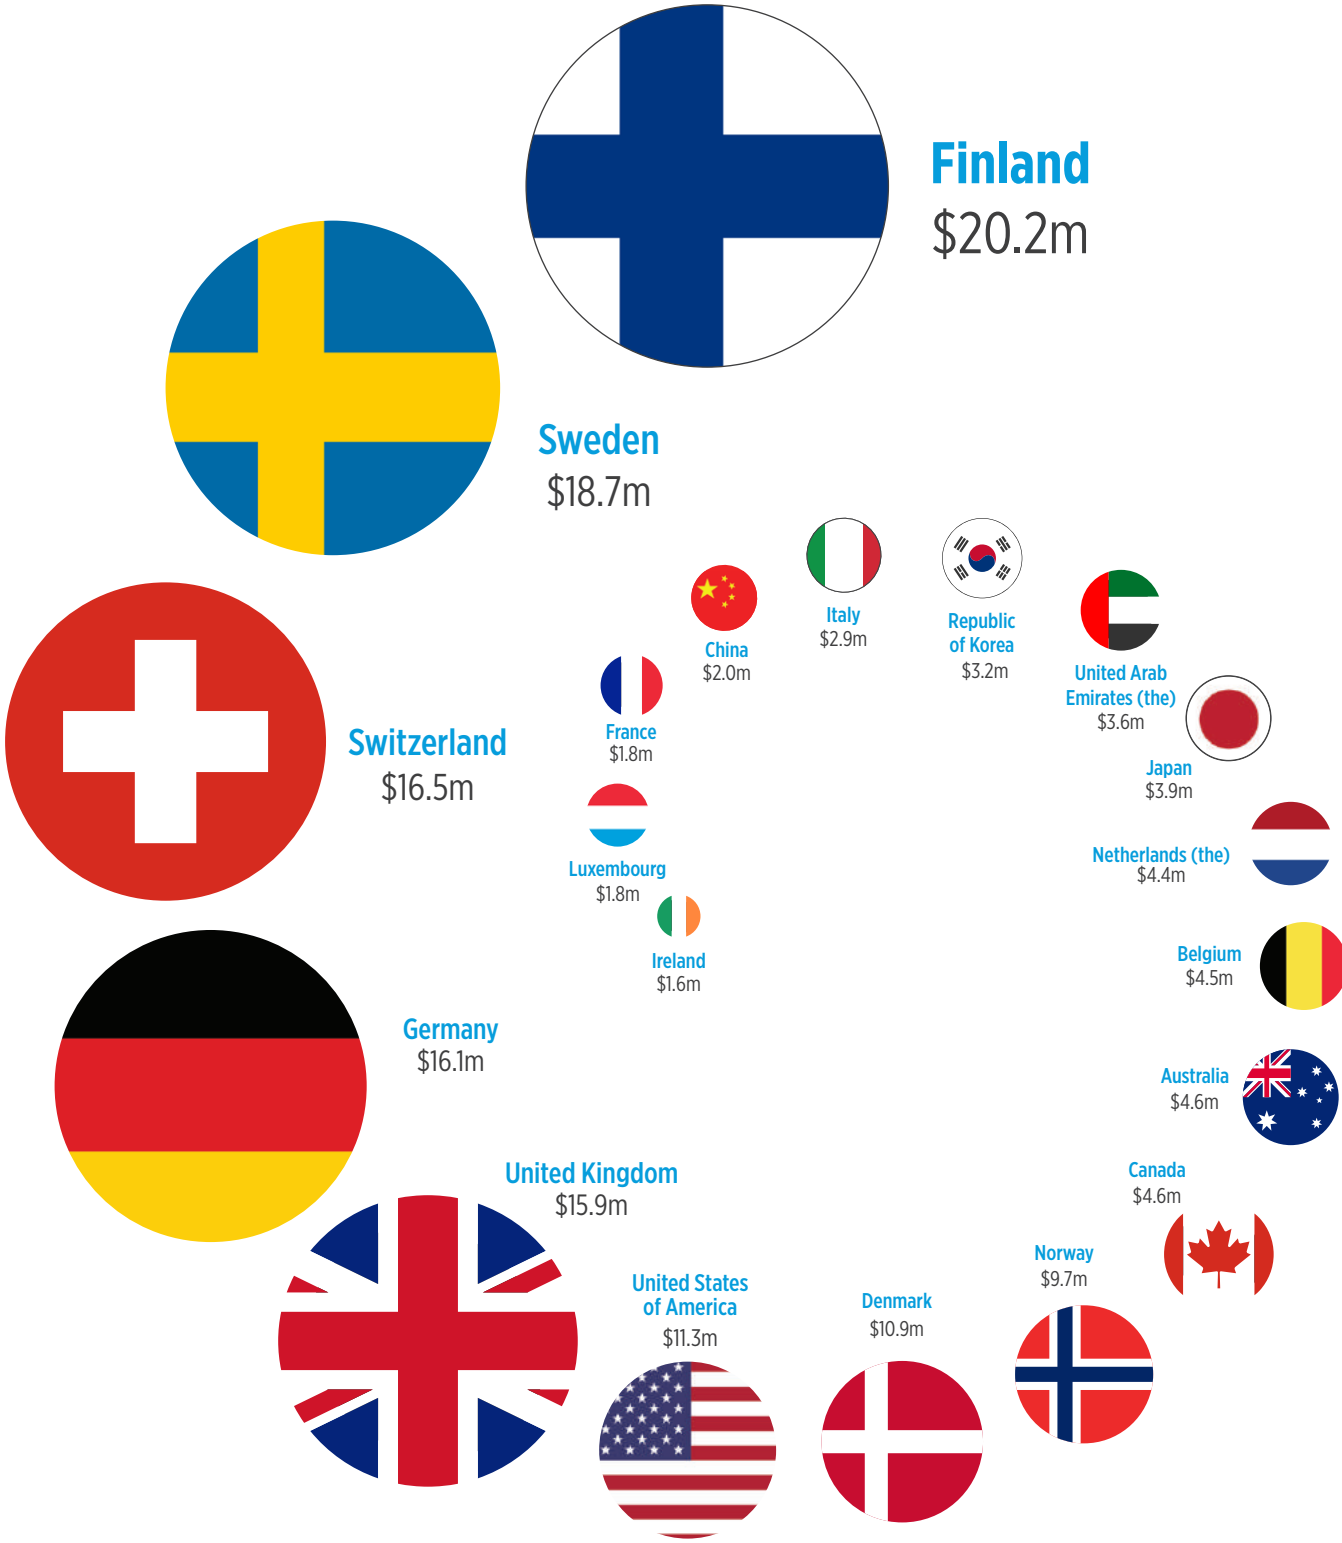 Finland
$20.2m
Sweden
$18.7m
Switzerland
$16.5m
Germany
$16.1m
United Kingdom
$15.9m
United States
of America
$11.3m
Denmark
$10.9m
Norway
$9.7m
Canada
$4.6m
Australia
$4.6m
Belgium
$4.5m
Netherlands (the)
$4.4m
Japan
$3.9m
United Arab
Emirates (the)
$3.6m
Republic
of Korea
$3.2m
Italy
$2.9m
China
$2.0m
France
$1.8m
Luxembourg
$1.8m
Ireland
$1.6m